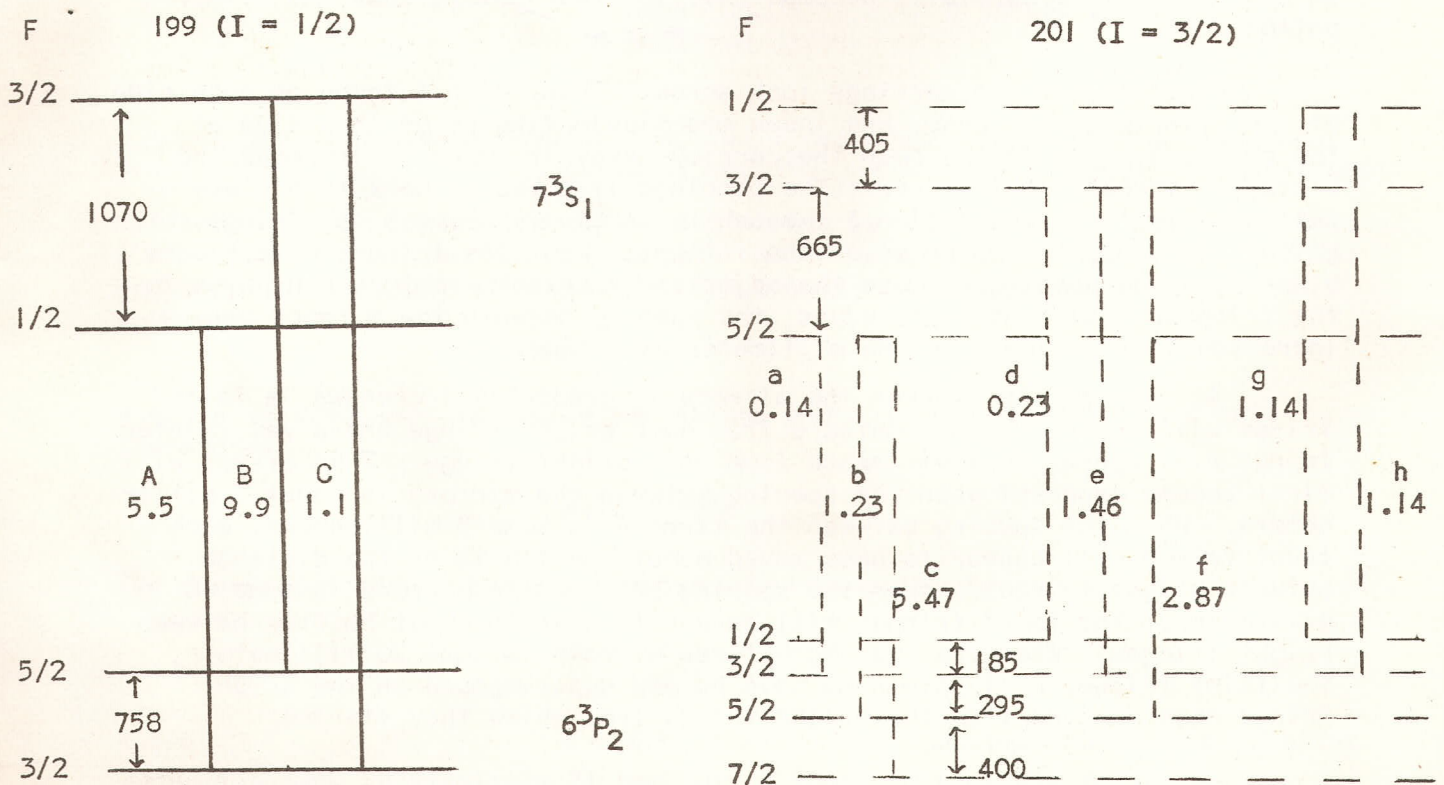 F 199 (I = 1/2)
3/2
1070
7³S₁
1/2
A B C
5.5 9.9 1.1
5/2
758
6³P₂
3/2
F 201 (I = 3/2)
1/2
405
3/2
665
5/2
a d g
0.14 0.23 1.14
b e h
1.23 1.46 1.14
c f
5.47 2.87
1/2
185
3/2
295
5/2
400
7/2